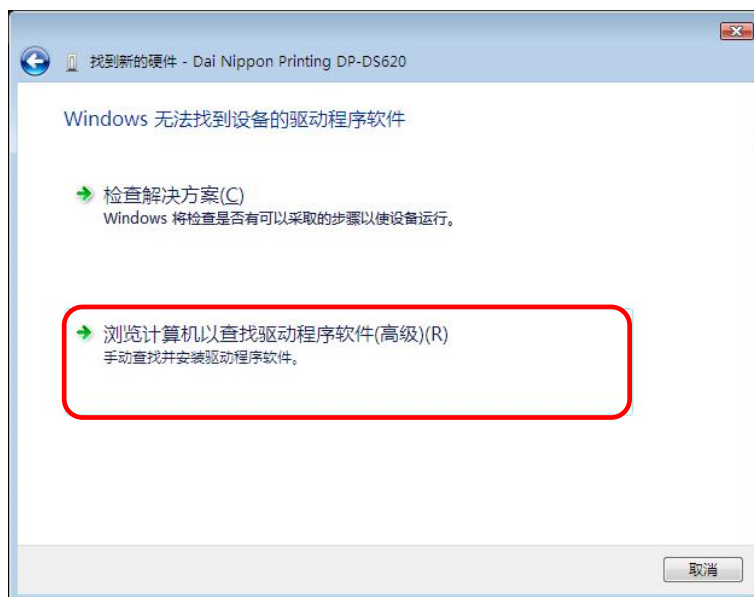 找到新的硬件 - Dai Nippon Printing DP-DS620
Windows 无法找到设备的驱动程序软件
检查解决方案(C)
Windows 将检查是否有可以采取的步骤以使设备运行。
浏览计算机以查找驱动程序软件(高级)(R)
手动查找并安装驱动程序软件。
取消